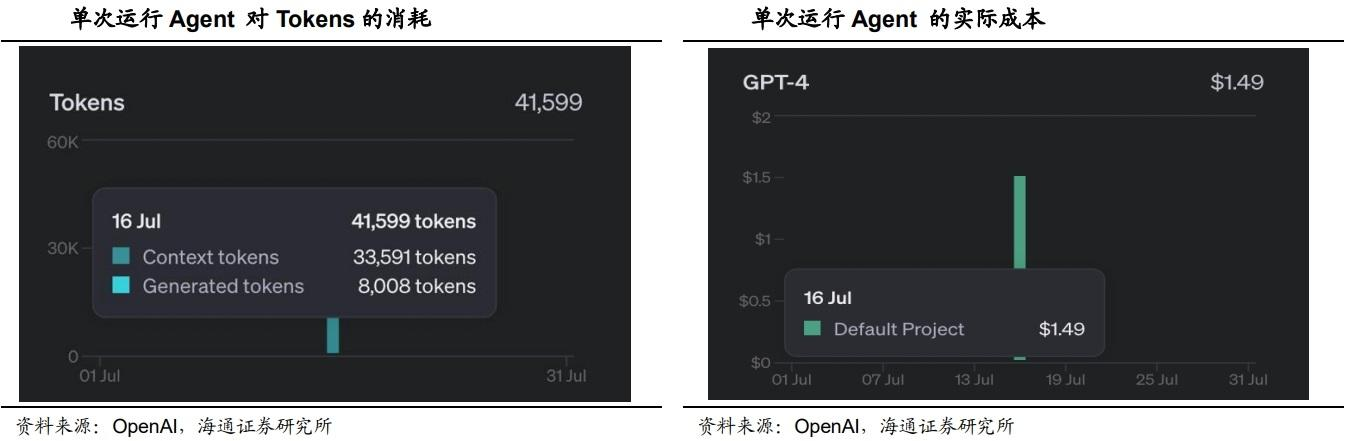 单次运行 Agent 对 Tokens 的消耗
Tokens 41,599
60K
16 Jul 41,599 tokens
Context tokens 33,591 tokens
30K
Generated tokens 8,008 tokens
0
01 Jul 31 Jul
资料来源：OpenAI，海通证券研究所
单次运行 Agent 的实际成本
GPT-4 $1.49
$2
$1.5
$1
$0.5
16 Jul
Default Project $1.49
$0
01 Jul 07 Jul 13 Jul 19 Jul 25 Jul 31 Jul
资料来源：OpenAI，海通证券研究所